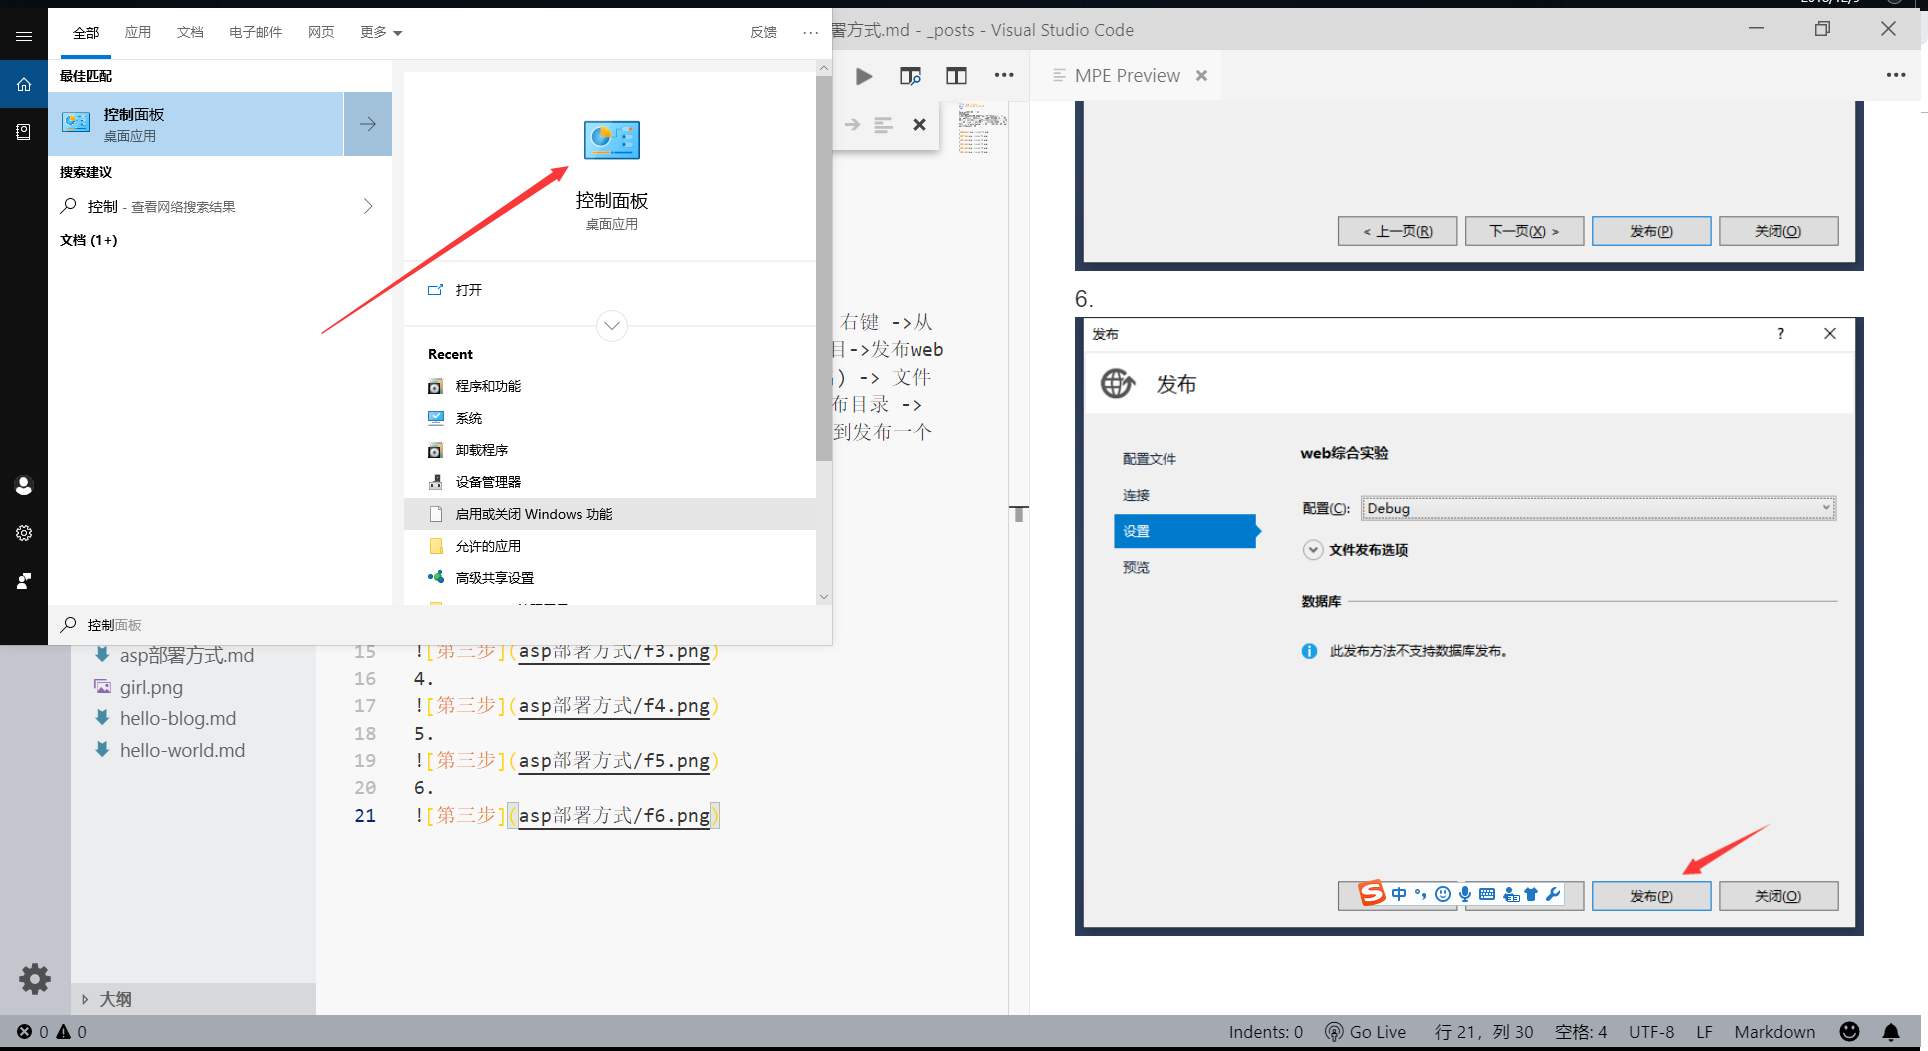 全部
应用
文档
电子邮件
网页
更多
反馈
最佳匹配
控制面板
桌面应用
搜索建议
控制 - 查看网络搜索结果
文档 (1+)
控制面板
桌面应用
打开
Recent
程序和功能
系统
卸载程序
设备管理器
启用或关闭 Windows 功能
允许的应用
高级共享设置
控制面板
署方式.md - _posts - Visual Studio Code
右键 ->从
目->发布web
) -> 文件
布目录 ->
到发布一个
asp部署方式.md
girl.png
hello-blog.md
hello-world.md
大纲
15 ![第三步](asp部署方式/f3.png)
16 4.
17 ![第三步](asp部署方式/f4.png)
18 5.
19 ![第三步](asp部署方式/f5.png)
20 6.
21 ![第三步](asp部署方式/f6.png)
MPE Preview
< 上一页(R)
下一页(X) >
发布(P)
关闭(O)
6.
发布
?
发布
配置文件
连接
设置
预览
web综合实验
配置(C):
Debug
文件发布选项
数据库
此发布方法不支持数据库发布。
中
发布(P)
关闭(O)
0
0
Indents: 0
Go Live
行 21，列 30
空格: 4
UTF-8
LF
Markdown